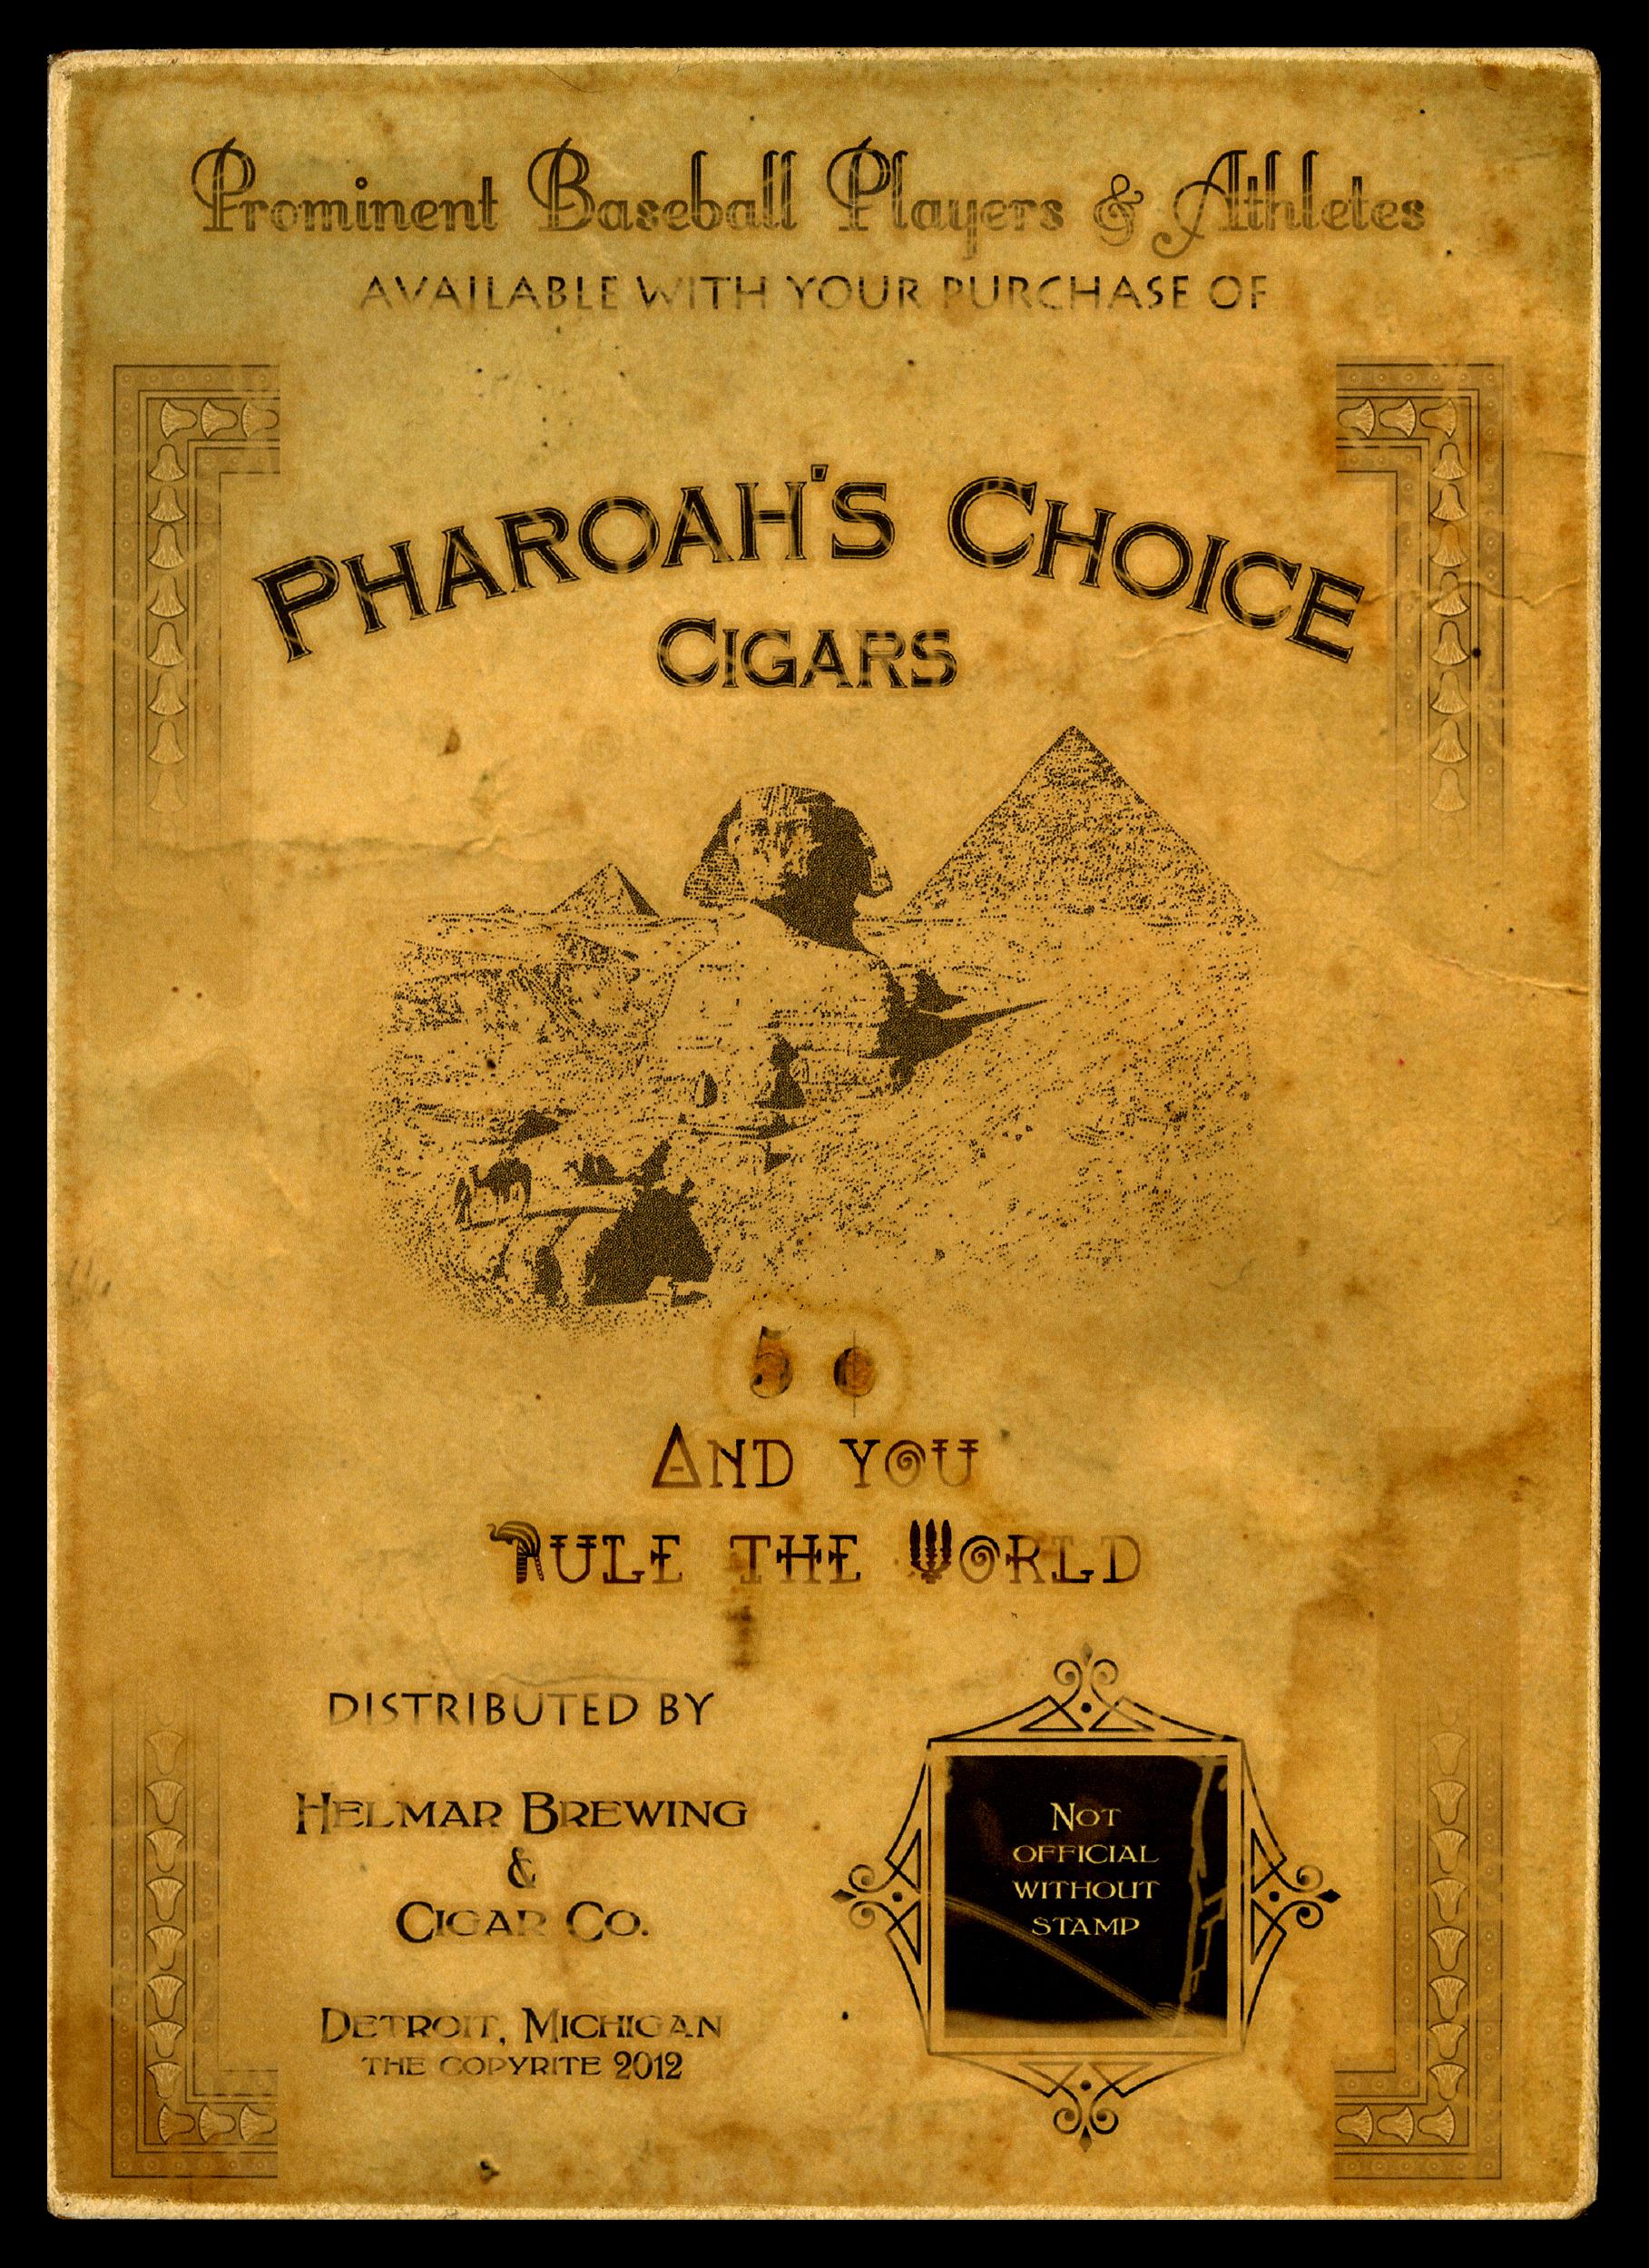 Prominent Baseball Players & Athletes
AVAILABLE WITH YOUR PURCHASE OF
PHAROAH'S CHOICE
CIGARS
5 ¢
AND YOU
RULE THE WORLD
DISTRIBUTED BY
HELMAR BREWING
&
CIGAR CO.
DETROIT, MICHIGAN
THE COPYRITE 2012
NOT
OFFICIAL
WITHOUT
STAMP